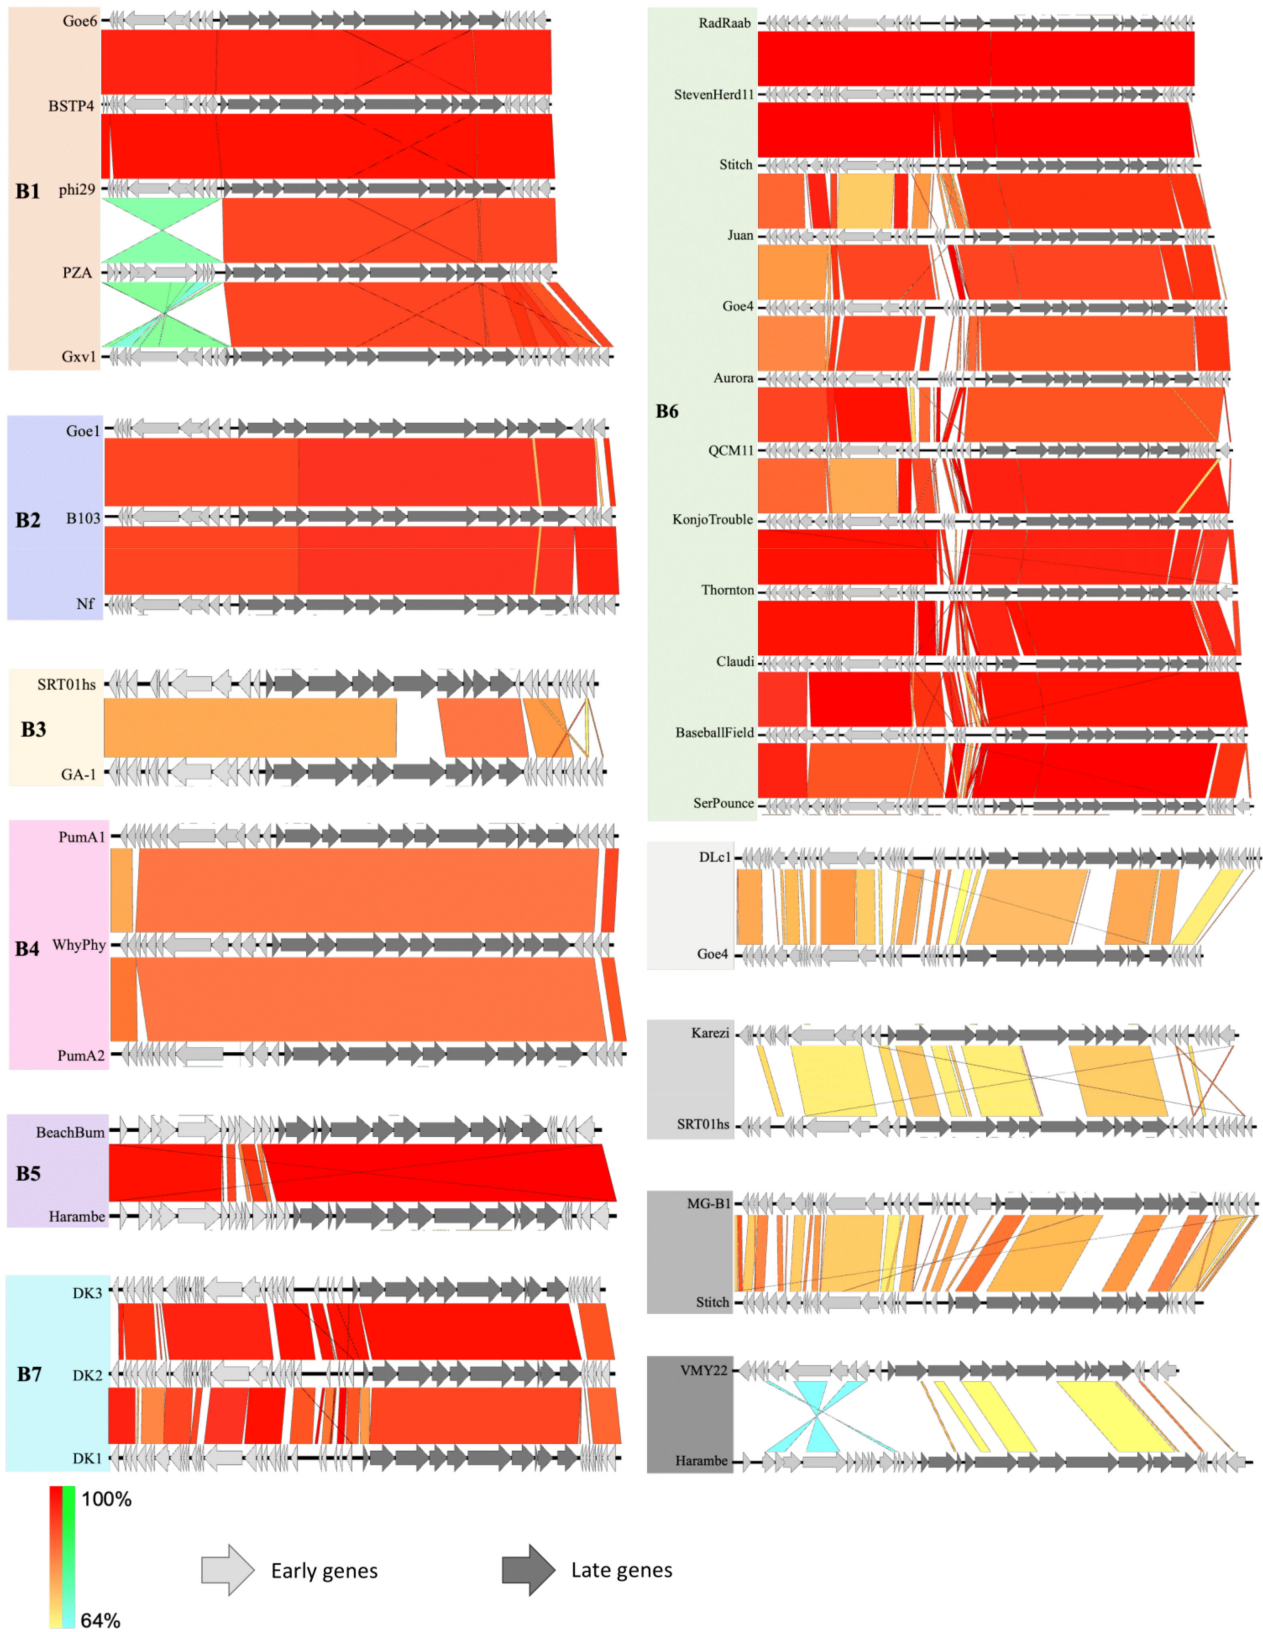 Goe6
BSTP4
B1
phi29
PZA
Gxv1
Goe1
B2
B103
Nf
SRT01hs
B3
GA-1
PumA1
B4
WhyPhy
PumA2
BeachBum
B5
Harambe
DK3
B7
DK2
DK1
RadRaab
StevenHerd11
Stitch
Juan
Goe4
Aurora
B6
QCM11
KonjoTrouble
Thornton
Claudi
BaseballField
SerPounce
DLc1
Goe4
Karezi
SRT01hs
MG-B1
Stitch
VMY22
Harambe
100%
64%
Early genes
Late genes